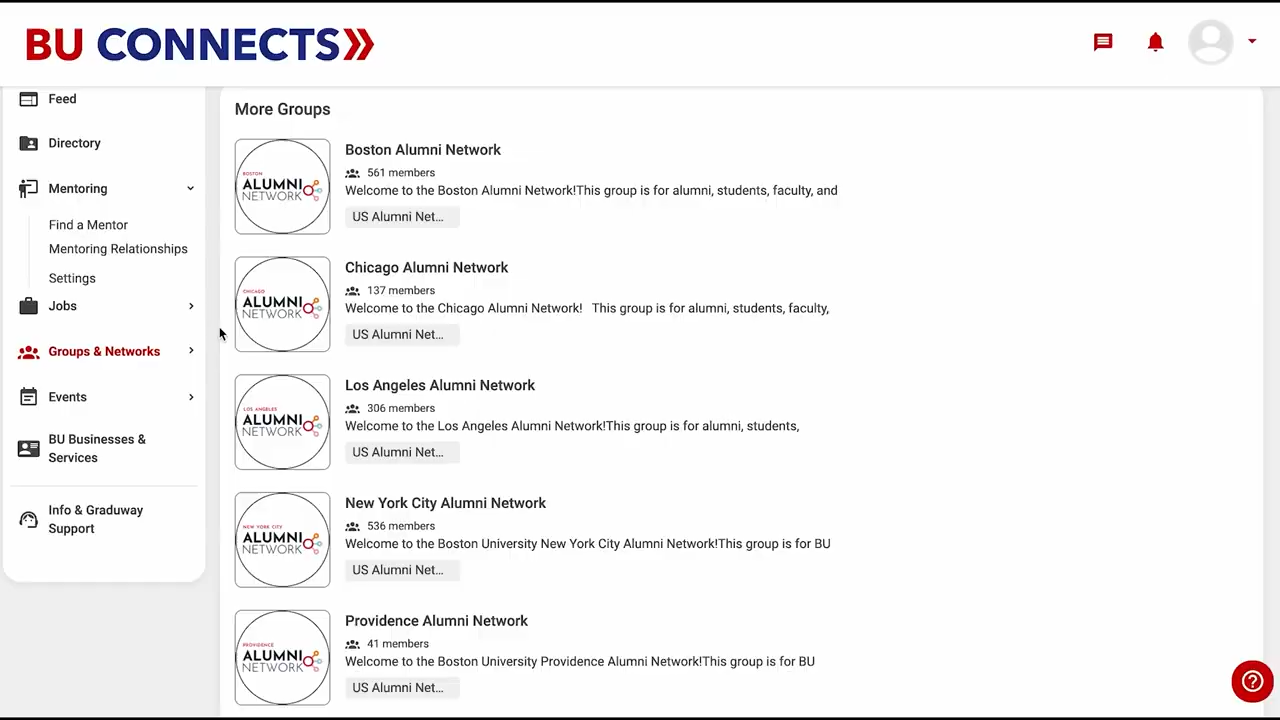 BU CONNECTS
Feed
Directory
Mentoring
Find a Mentor
Mentoring Relationships
Settings
Jobs
Groups & Networks
Events
BU Businesses &
Services
Info & Graduway
Support
More Groups
BOSTON
ALUMNI
NETWORK
Boston Alumni Network
561 members
Welcome to the Boston Alumni Network!This group is for alumni, students, faculty, and
US Alumni Net...
CHICAGO
ALUMNI
NETWORK
Chicago Alumni Network
137 members
Welcome to the Chicago Alumni Network! This group is for alumni, students, faculty,
US Alumni Net...
LOS ANGELES
ALUMNI
NETWORK
Los Angeles Alumni Network
306 members
Welcome to the Los Angeles Alumni Network!This group is for alumni, students,
US Alumni Net...
NEW YORK CITY
ALUMNI
NETWORK
New York City Alumni Network
536 members
Welcome to the Boston University New York City Alumni Network!This group is for BU
US Alumni Net...
PROVIDENCE
ALUMNI
NETWORK
Providence Alumni Network
41 members
Welcome to the Boston University Providence Alumni Network!This group is for BU
US Alumni Net...